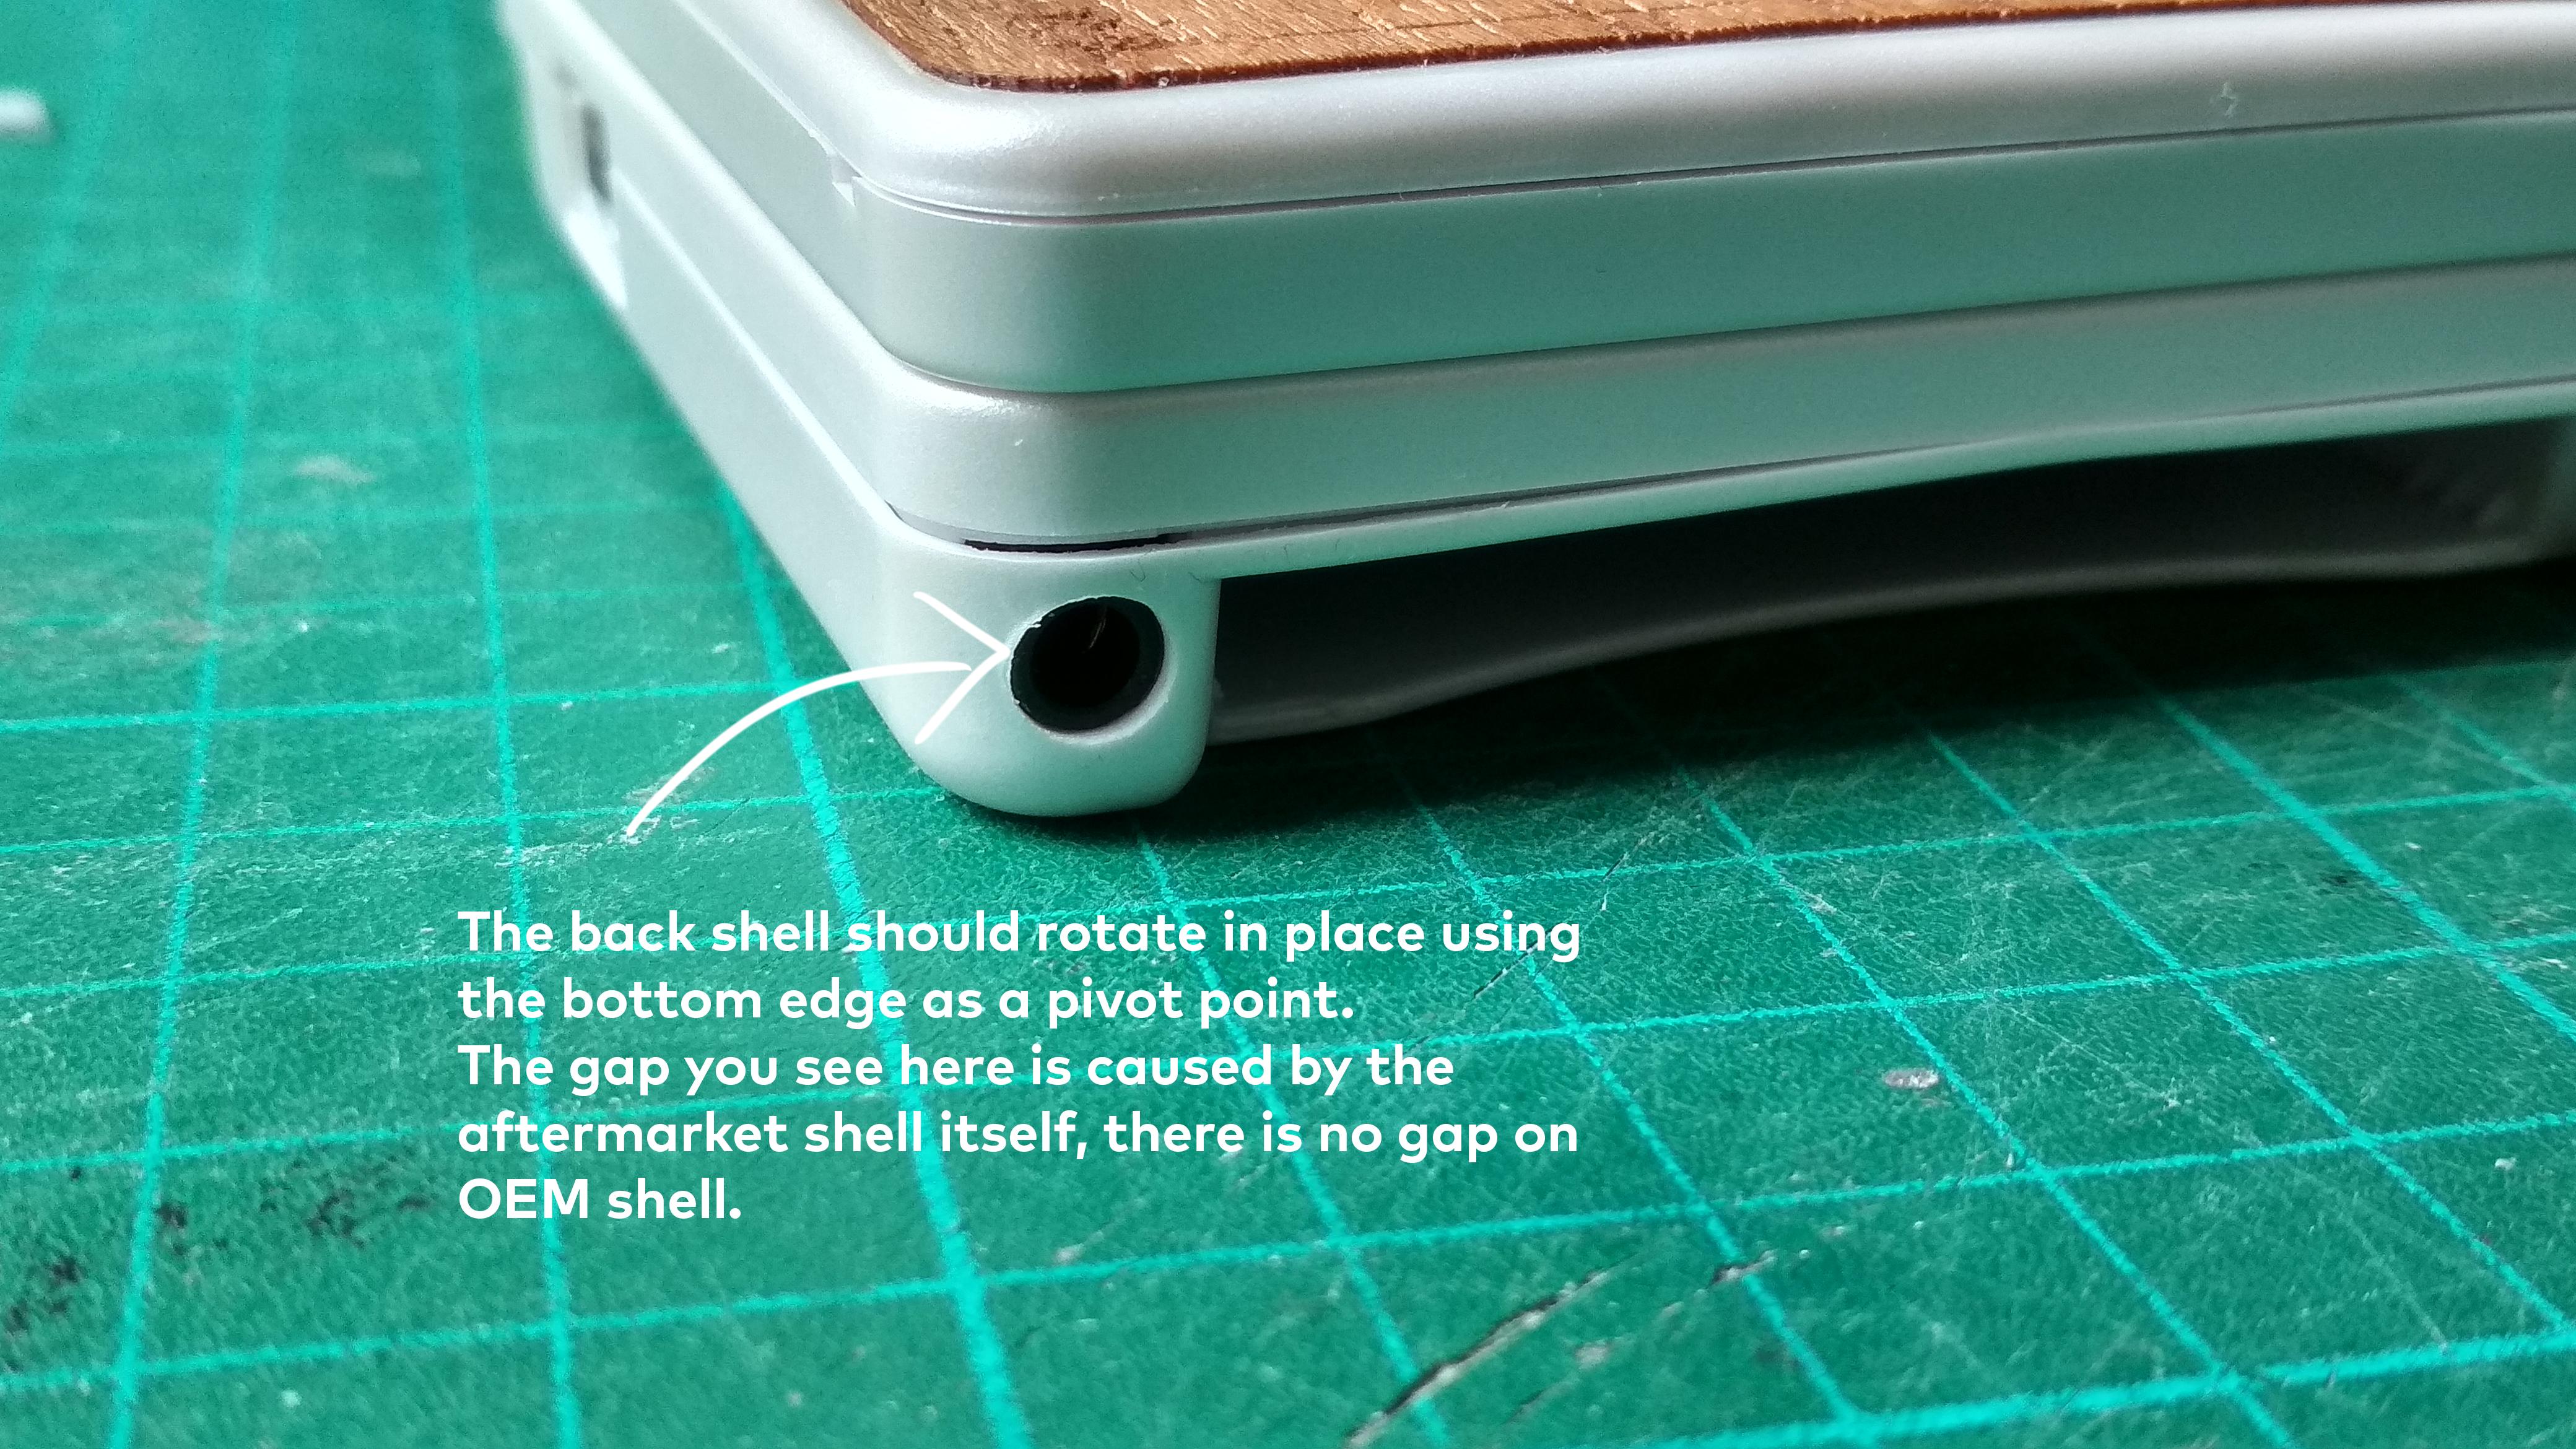 The back shell should rotate in place using
the bottom edge as a pivot point.
The gap you see here is caused by the
aftermarket shell itself, there is no gap on
OEM shell.